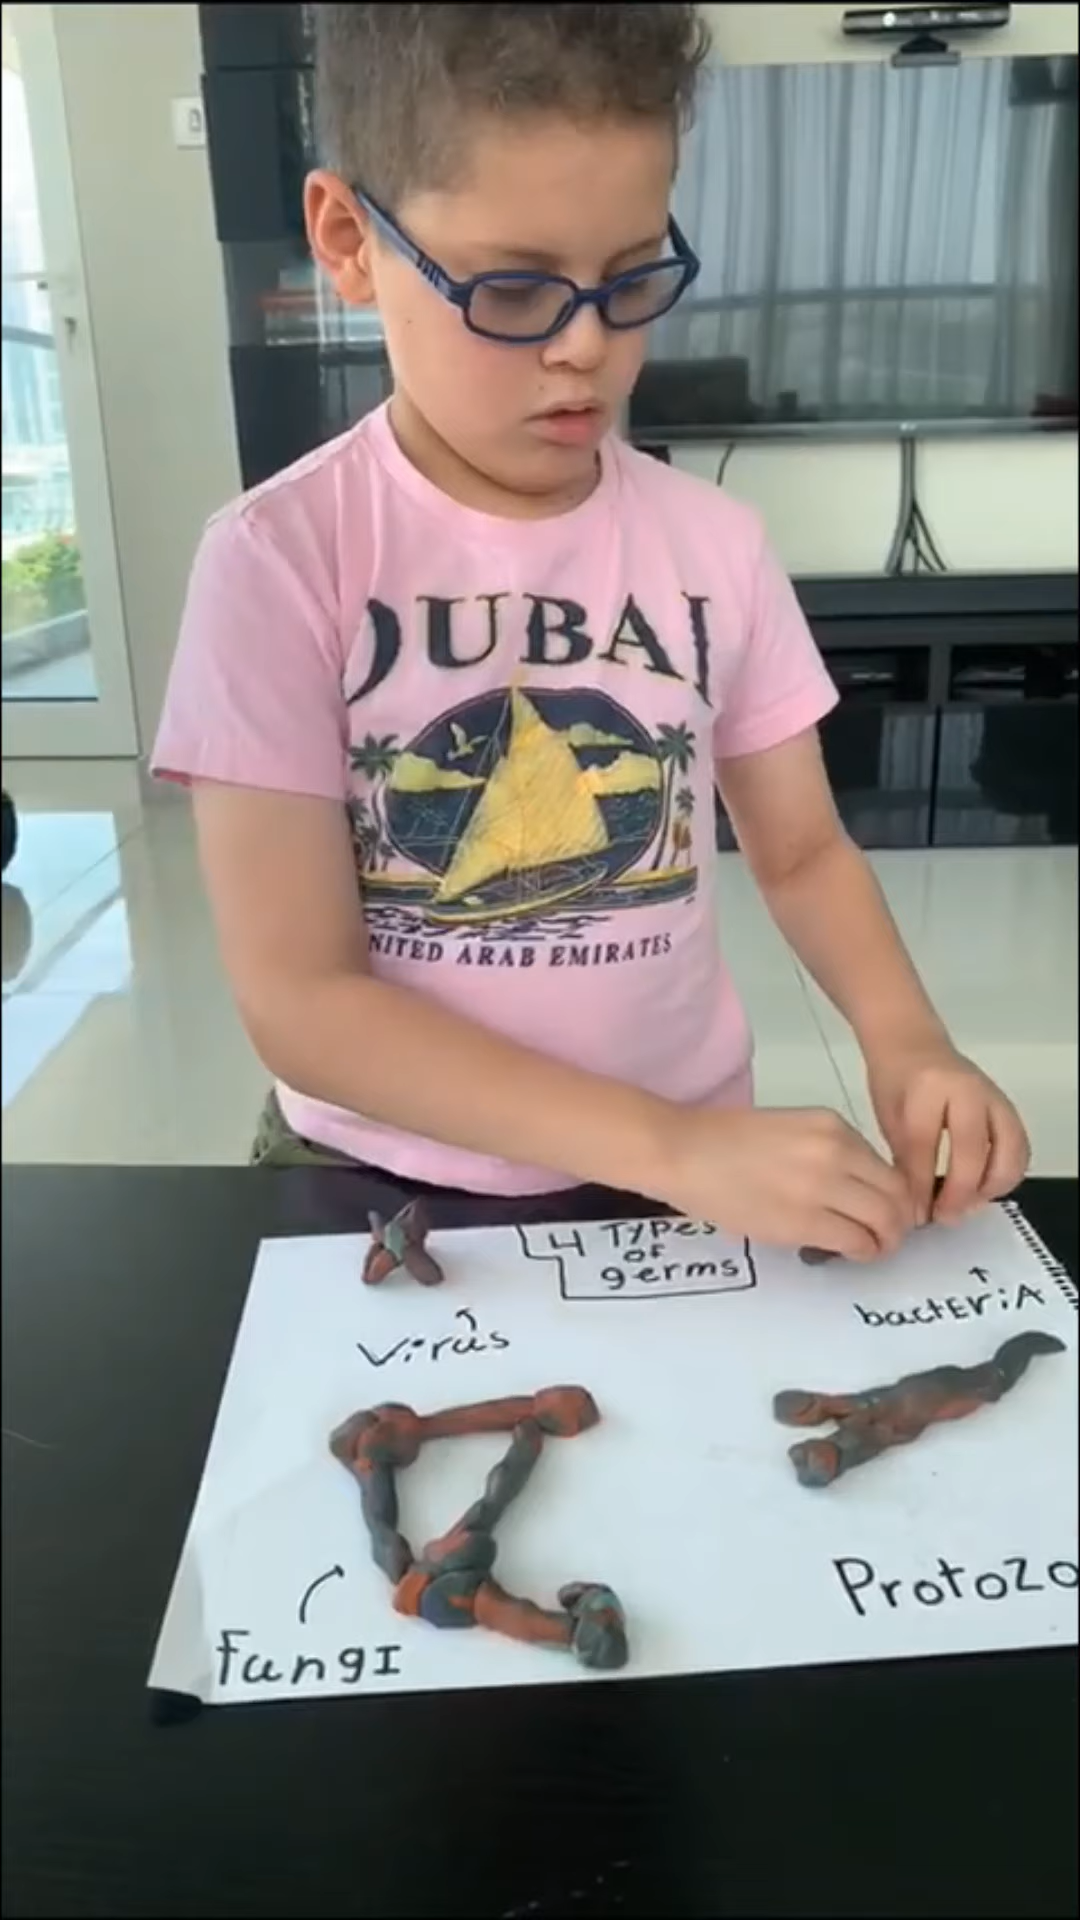 DUBAI
UNITED ARAB EMIRATES
4 Types
of
germs
bacteriA
Virus
Protozo
fungI